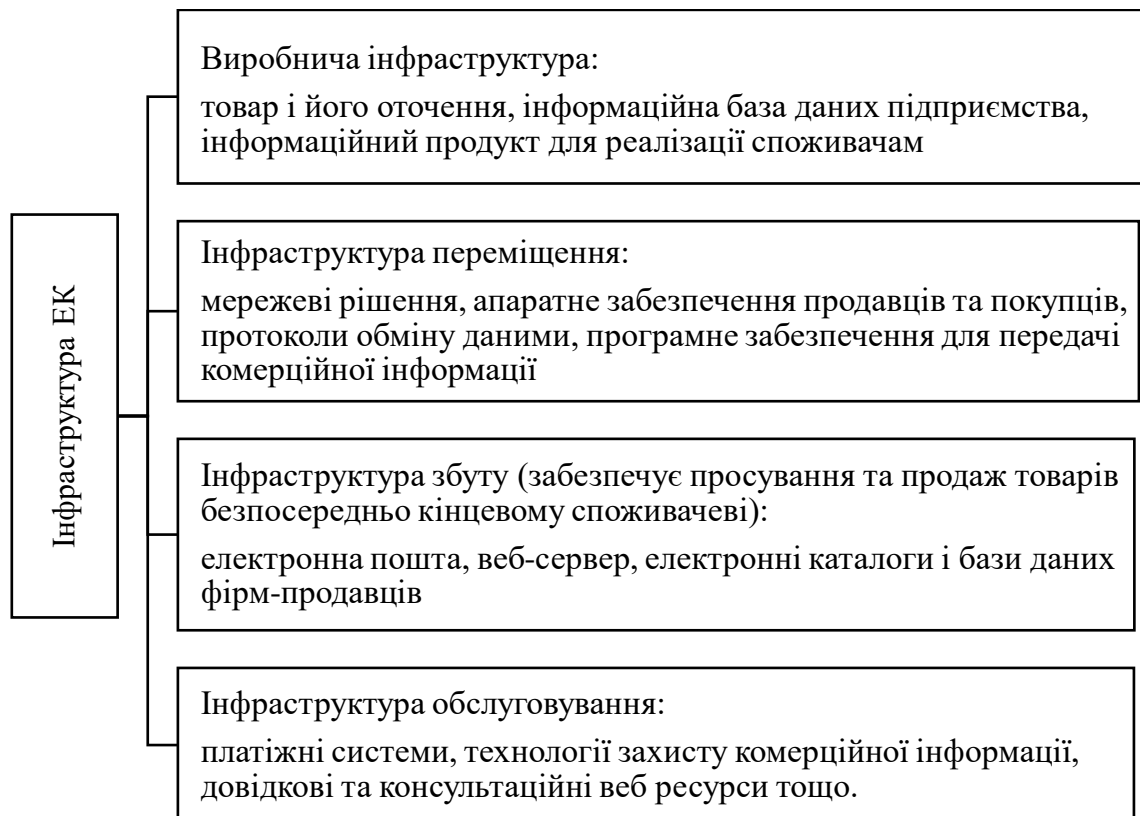 Інфраструктура ЕК
Виробнича інфраструктура:
товар і його оточення, інформаційна база даних підприємства,
інформаційний продукт для реалізації споживачам
Інфраструктура переміщення:
мережеві рішення, апаратне забезпечення продавців та покупців,
протоколи обміну даними, програмне забезпечення для передачі
комерційної інформації
Інфраструктура збуту (забезпечує просування та продаж товарів
безпосередньо кінцевому споживачеві):
електронна пошта, веб-сервер, електронні каталоги і бази даних
фірм-продавців
Інфраструктура обслуговування:
платіжні системи, технології захисту комерційної інформації,
довідкові та консультаційні веб ресурси тощо.